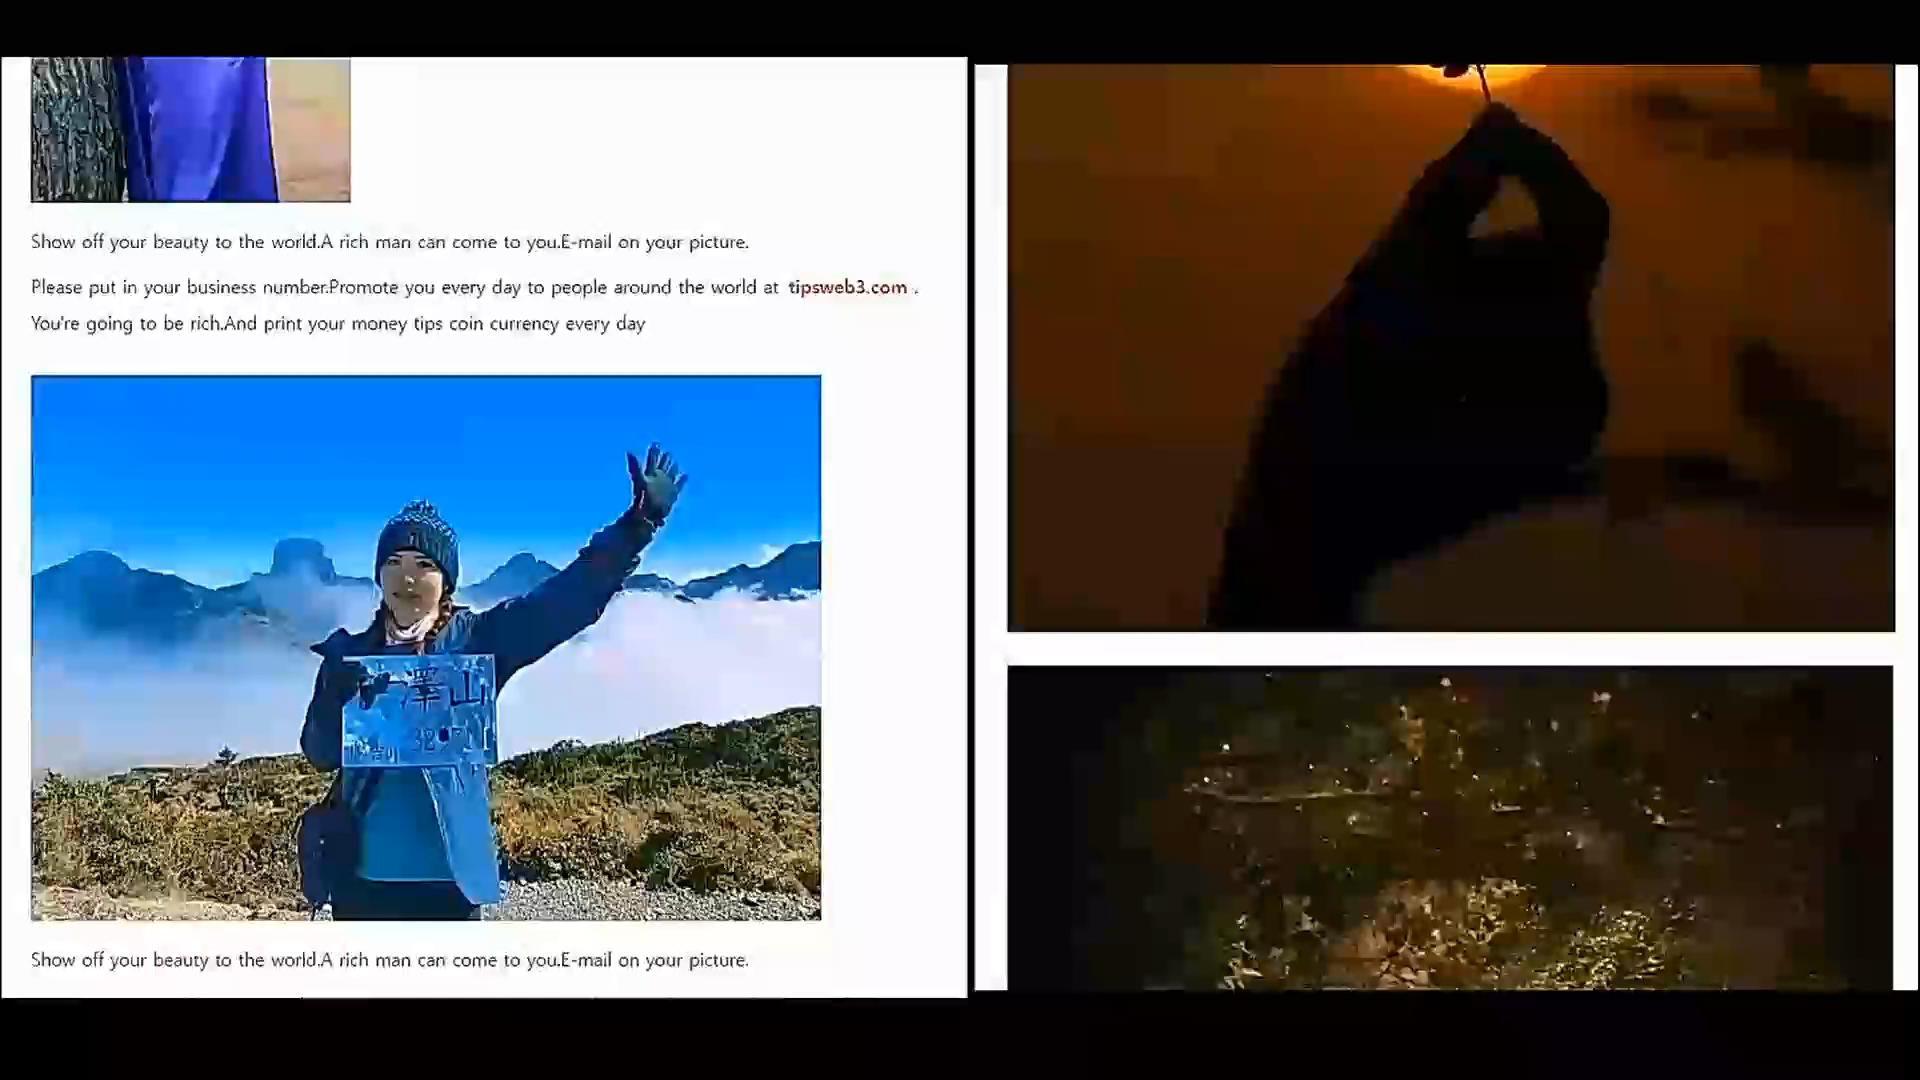 Show off your beauty to the world.A rich man can come to you.E-mail on your picture.
Please put in your business number.Promote you every day to people around the world at tipsweb3.com .
You're going to be rich.And print your money tips coin currency every day
澤山
Show off your beauty to the world.A rich man can come to you.E-mail on your picture.